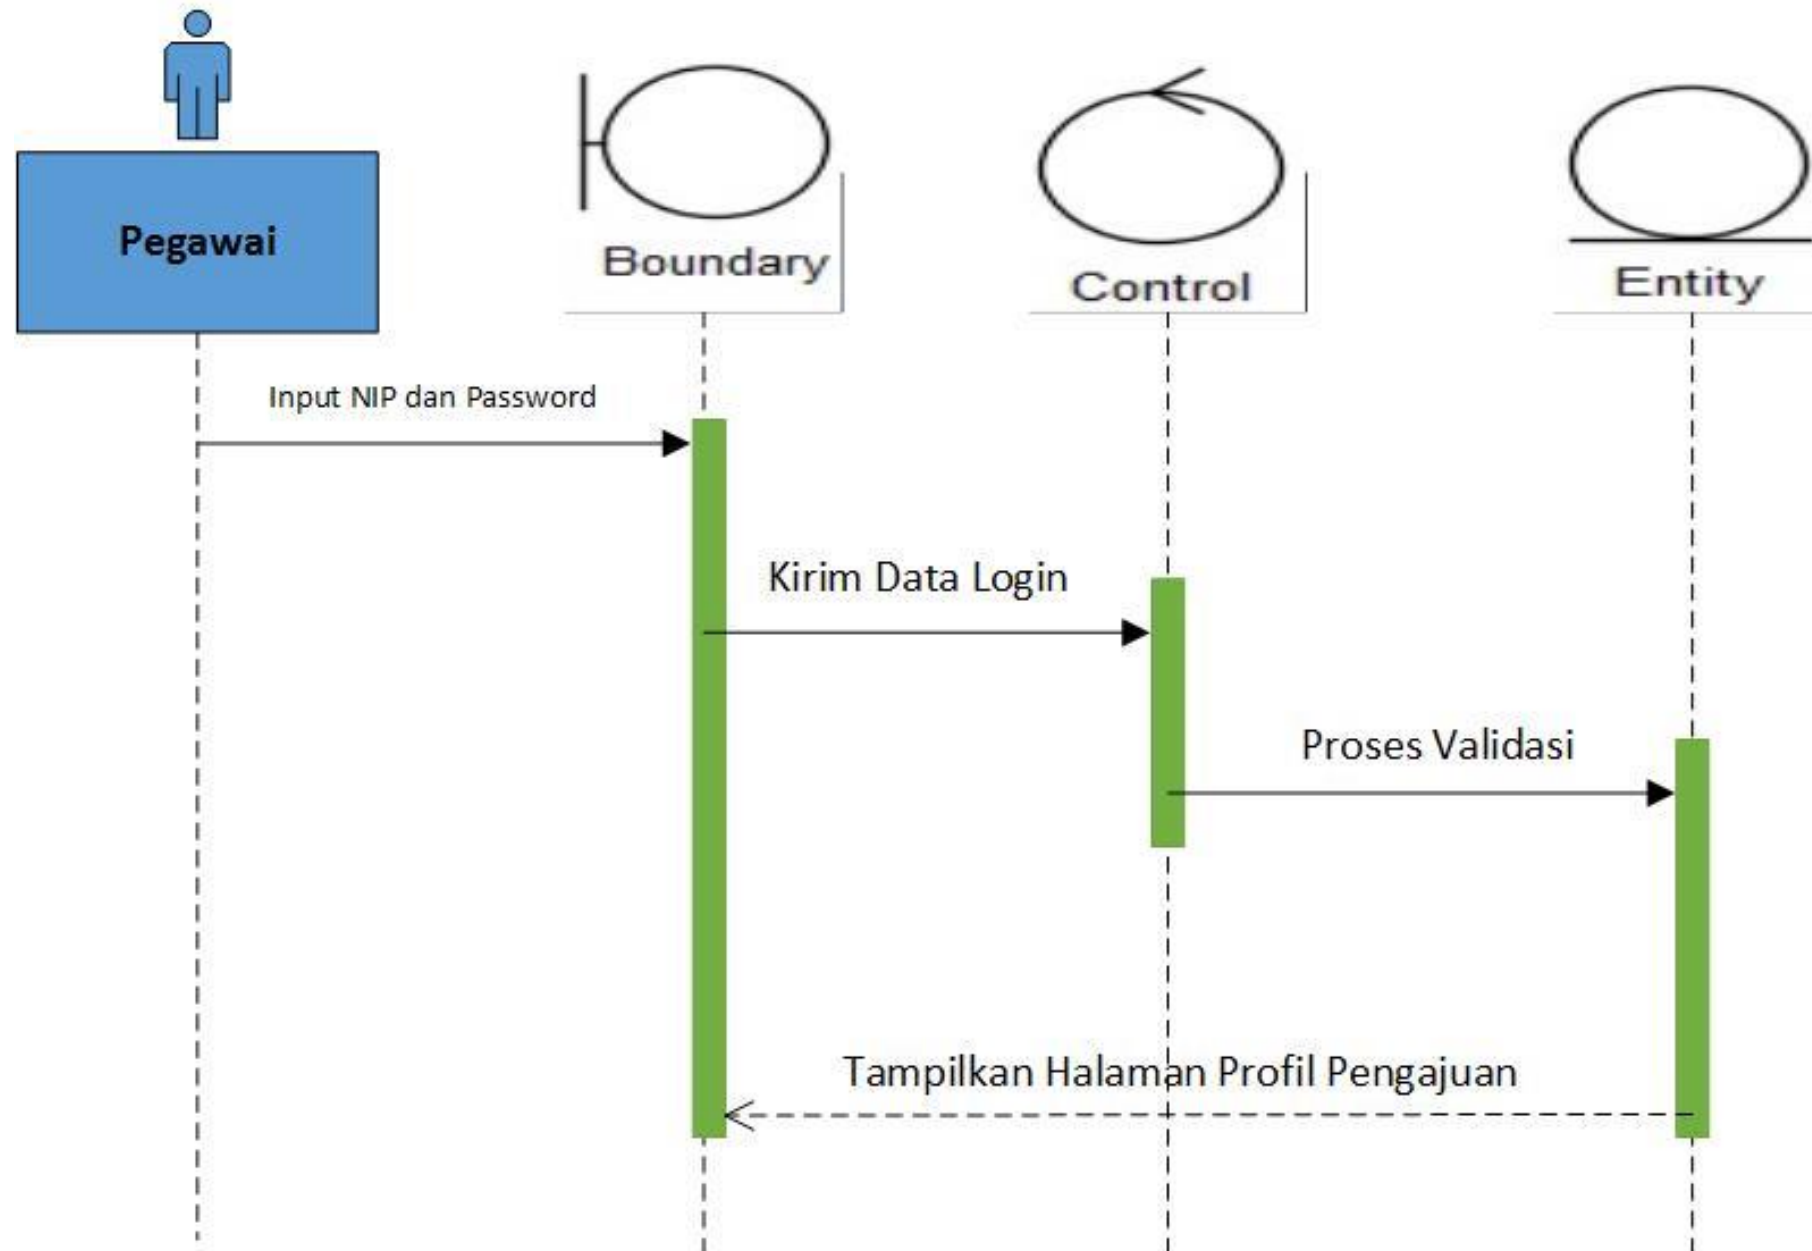 Pegawai
Boundary
Control
Entity
Input NIP dan Password
Kirim Data Login
Proses Validasi
Tampilkan Halaman Profil Pengajuan